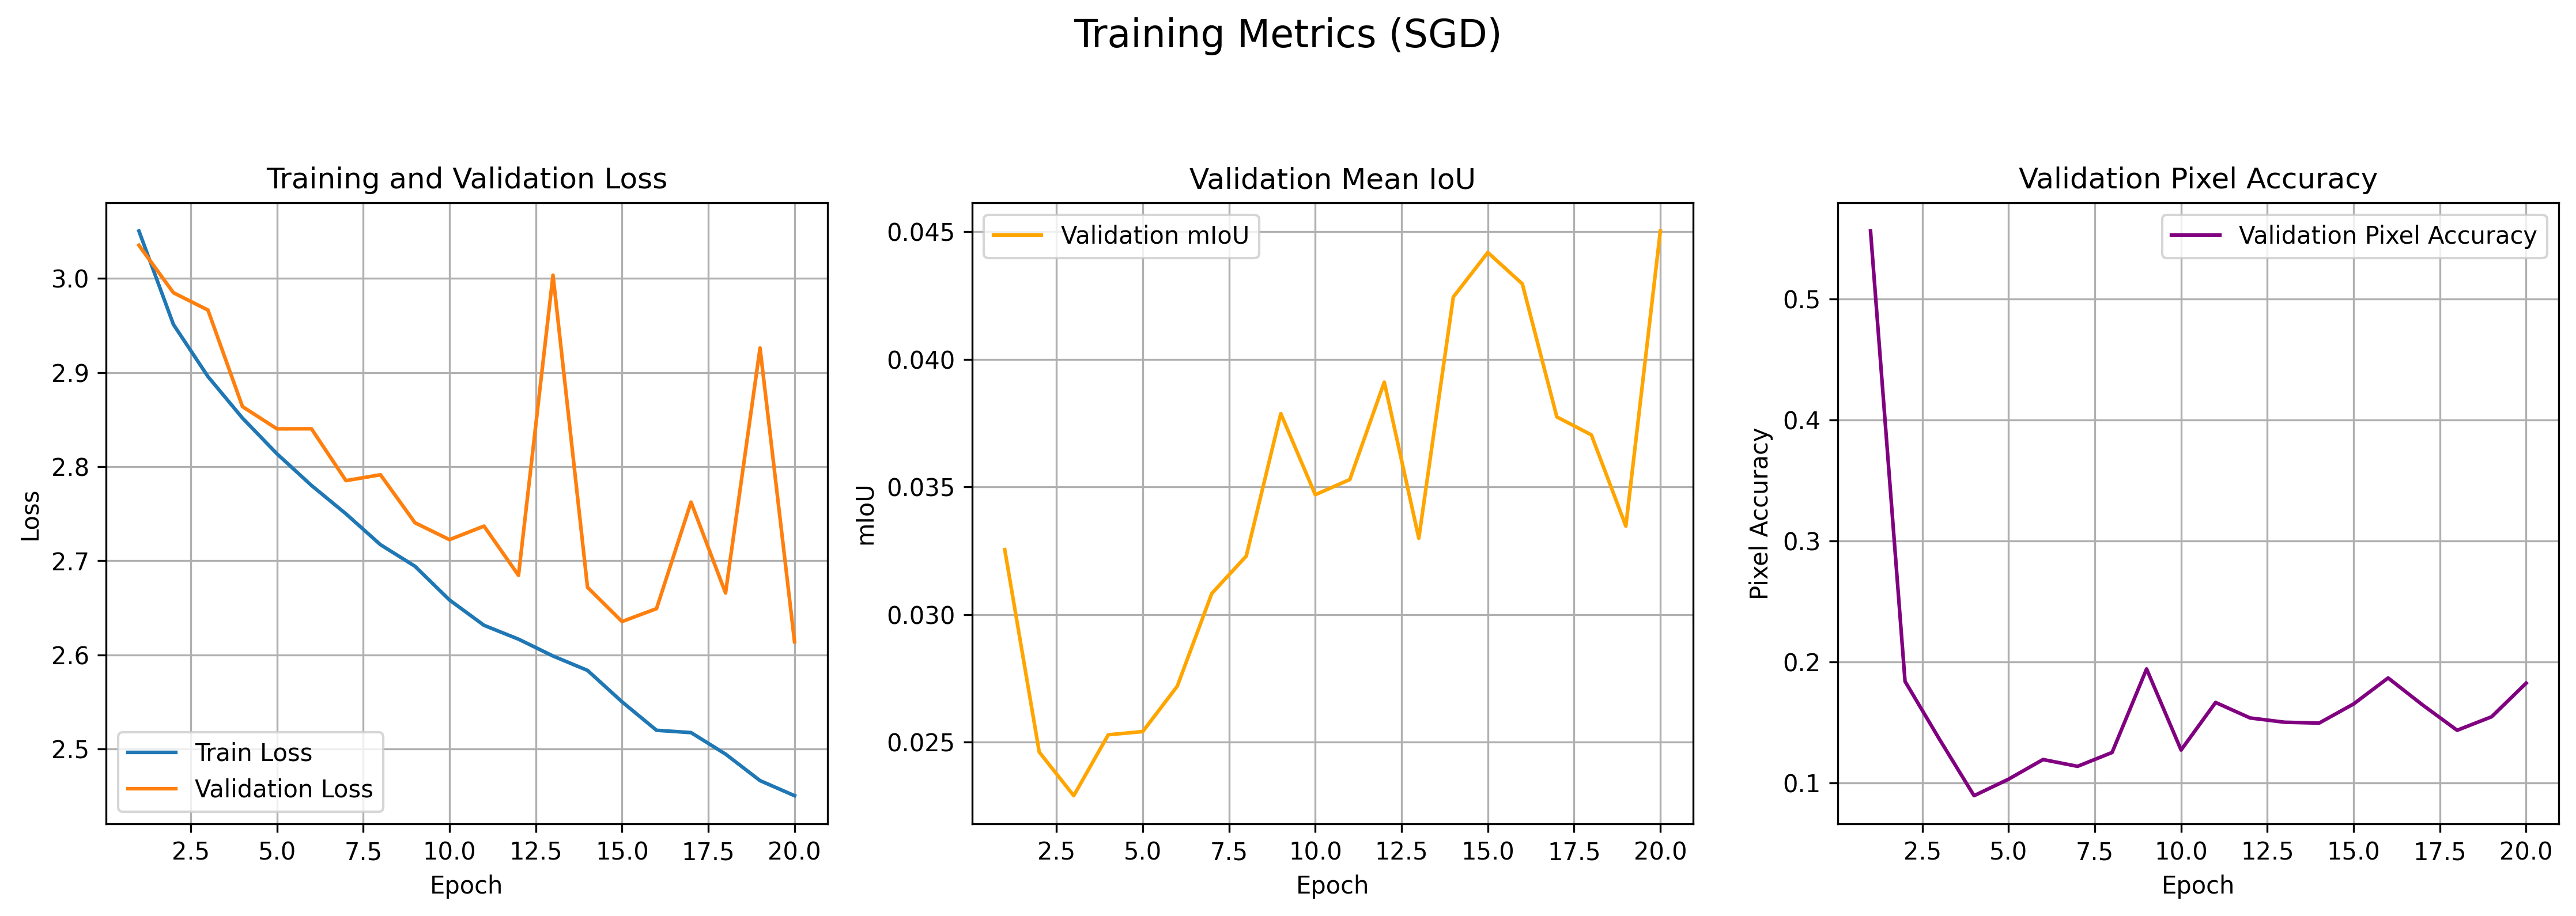 Training Metrics (SGD)
Training and Validation Loss
3.0
2.9
2.8
2.7
2.6
2.5
Loss
Train Loss
Validation Loss
2.5 5.0 7.5 10.0 12.5 15.0 17.5 20.0
Epoch
Validation Mean IoU
Validation mIoU
0.045
0.040
0.035
0.030
0.025
mIoU
2.5 5.0 7.5 10.0 12.5 15.0 17.5 20.0
Epoch
Validation Pixel Accuracy
Validation Pixel Accuracy
0.5
0.4
0.3
0.2
0.1
Pixel Accuracy
2.5 5.0 7.5 10.0 12.5 15.0 17.5 20.0
Epoch